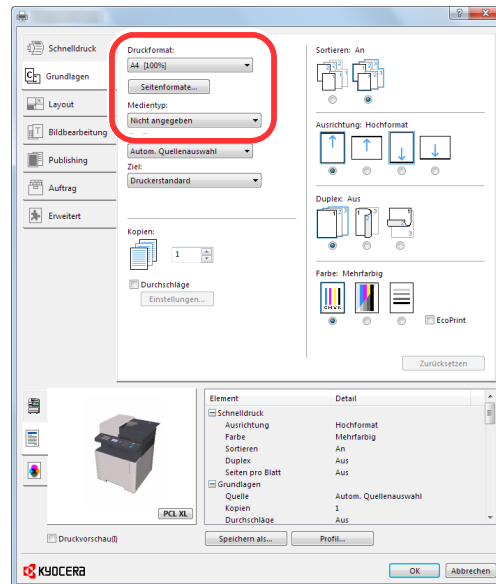 Schnelldruck
Grundlagen
Layout
Bildbearbeitung
Publishing
Auftrag
Erweitert
Druckformat:
A4 [100%]
Seitenformate...
Medientyp:
Nicht angegeben
Autom. Quellenauswahl
Ziel:
Druckerstandard
Kopien:
1
Durchschläge
Einstellungen...
Sortieren: An
Ausrichtung: Hochformat
Duplex: Aus
Farbe: Mehrfarbig
CMYK
EcoPrint
Zurücksetzen
PCL XL
Druckvorschau(I)
Element Detail
Schnelldruck
Ausrichtung Hochformat
Farbe Mehrfarbig
Sortieren An
Duplex Aus
Seiten pro Blatt Aus
Grundlagen
Quelle Autom. Quellenauswahl
Kopien 1
Durchschläge Aus
Speichern als... Profil...
KYOCERA
OK Abbrechen